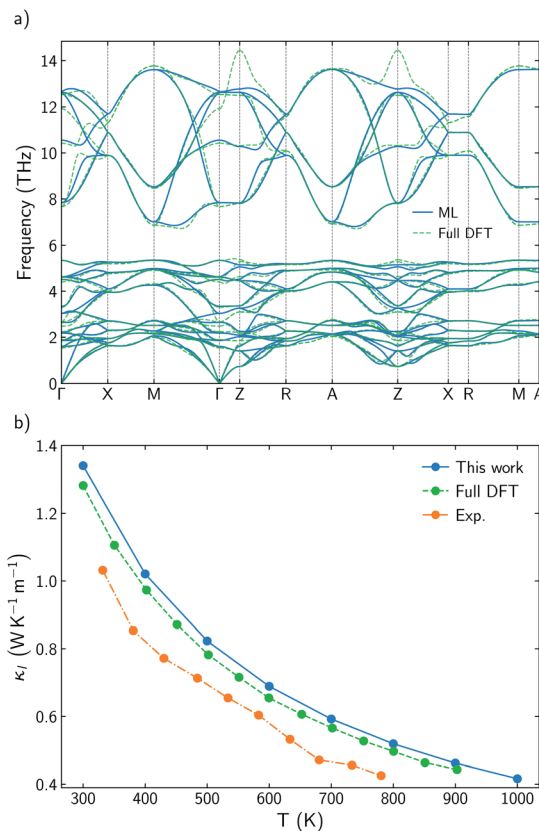 a)
14
12
10
8
6
4
2
0
Frequency (THz)
ML
Full DFT
Γ X M Γ Z R A Z X R M A
b)
1.4
1.2
1.0
0.8
0.6
0.4
κl (W K−1 m−1)
This work
Full DFT
Exp.
300 400 500 600 700 800 900 1000
T (K)